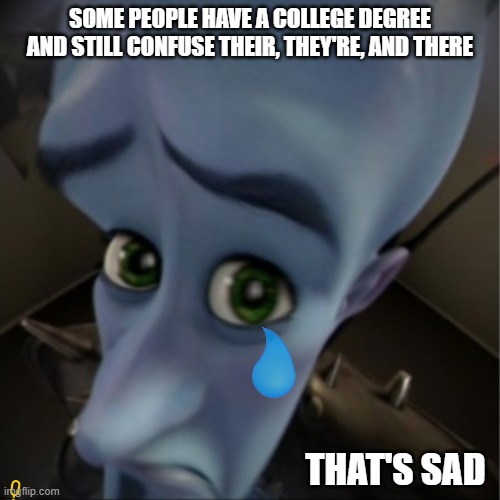 SOME PEOPLE HAVE A COLLEGE DEGREE
AND STILL CONFUSE THEIR, THEY'RE, AND THERE
THAT'S SAD
imgflip.com